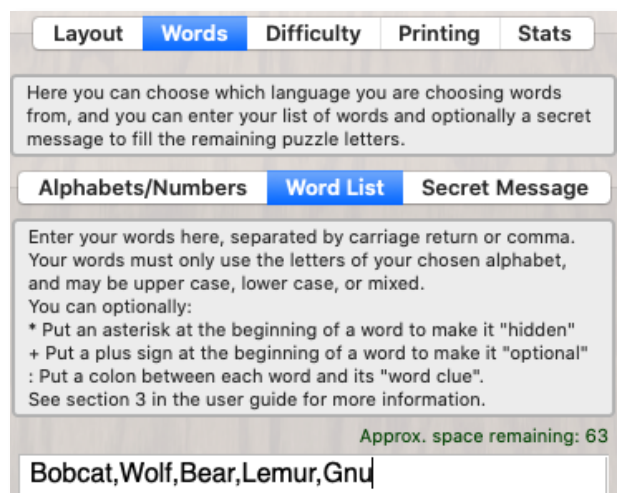 Layout Words Difficulty Printing Stats
Here you can choose which language you are choosing words
from, and you can enter your list of words and optionally a secret
message to fill the remaining puzzle letters.
Alphabets/Numbers Word List Secret Message
Enter your words here, separated by carriage return or comma.
Your words must only use the letters of your chosen alphabet,
and may be upper case, lower case, or mixed.
You can optionally:
* Put an asterisk at the beginning of a word to make it "hidden"
+ Put a plus sign at the beginning of a word to make it "optional"
: Put a colon between each word and its "word clue".
See section 3 in the user guide for more information.
Approx. space remaining: 63
Bobcat,Wolf,Bear,Lemur,Gnu